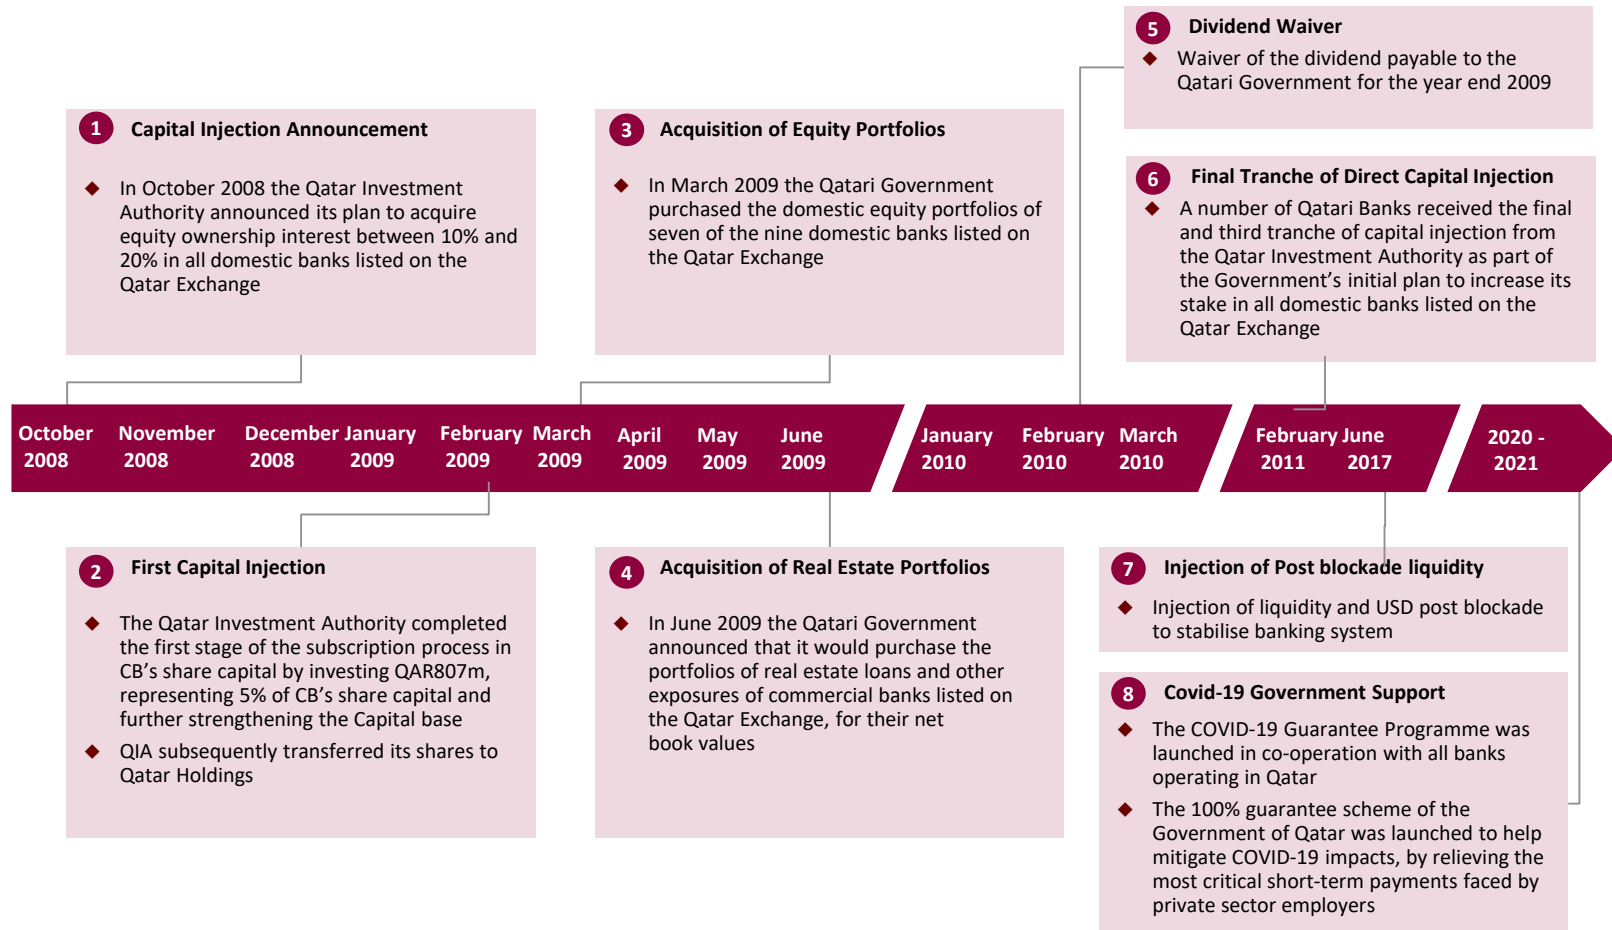 1 Capital Injection Announcement
◆ In October 2008 the Qatar Investment
Authority announced its plan to acquire
equity ownership interest between 10% and
20% in all domestic banks listed on the
Qatar Exchange
3 Acquisition of Equity Portfolios
◆ In March 2009 the Qatari Government
purchased the domestic equity portfolios of
seven of the nine domestic banks listed on
the Qatar Exchange
5 Dividend Waiver
◆ Waiver of the dividend payable to the
Qatari Government for the year end 2009
6 Final Tranche of Direct Capital Injection
◆ A number of Qatari Banks received the final
and third tranche of capital injection from
the Qatar Investment Authority as part of
the Government’s initial plan to increase its
stake in all domestic banks listed on the
Qatar Exchange
October 2008
November 2008
December 2008
January 2009
February 2009
March 2009
April 2009
May 2009
June 2009
January 2010
February 2010
March 2010
February 2011
June 2017
2020 -
2021
2 First Capital Injection
◆ The Qatar Investment Authority completed
the first stage of the subscription process in
CB’s share capital by investing QAR807m,
representing 5% of CB’s share capital and
further strengthening the Capital base
◆ QIA subsequently transferred its shares to
Qatar Holdings
4 Acquisition of Real Estate Portfolios
◆ In June 2009 the Qatari Government
announced that it would purchase the
portfolios of real estate loans and other
exposures of commercial banks listed on
the Qatar Exchange, for their net
book values
7 Injection of Post blockade liquidity
◆ Injection of liquidity and USD post blockade
to stabilise banking system
8 Covid-19 Government Support
◆ The COVID-19 Guarantee Programme was
launched in co-operation with all banks
operating in Qatar
◆ The 100% guarantee scheme of the
Government of Qatar was launched to help
mitigate COVID-19 impacts, by relieving the
most critical short-term payments faced by
private sector employers